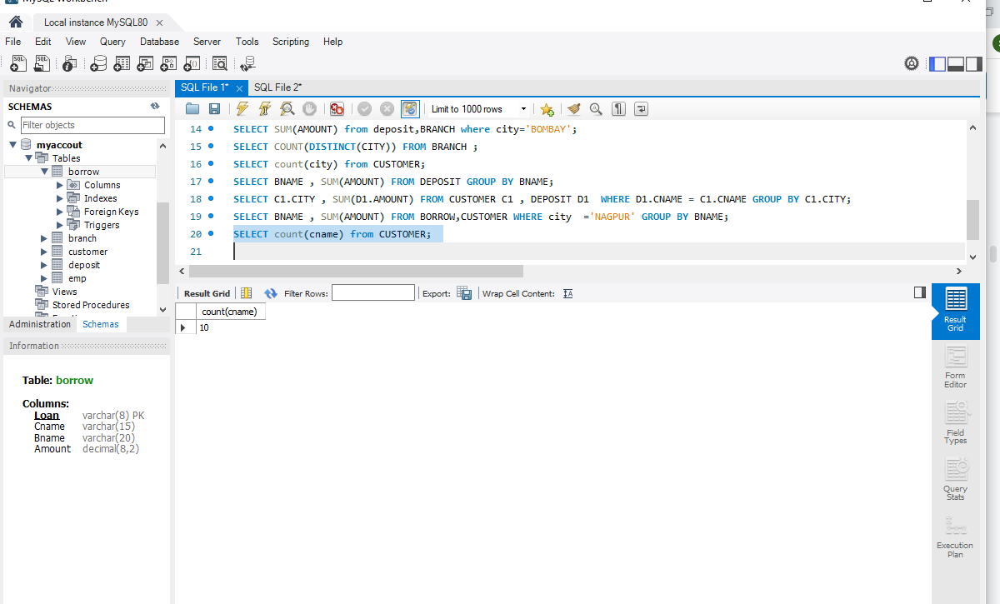 MySQL Workbench
Local instance MySQL80 ×
File Edit View Query Database Server Tools Scripting Help
Navigator
SQL File 1* ×
SQL File 2*
SCHEMAS
Filter objects
Limit to 1000 rows
myaccout
Tables
borrow
Columns
Indexes
Foreign Keys
Triggers
branch
customer
deposit
emp
Views
Stored Procedures
14 SELECT SUM(AMOUNT) from deposit,BRANCH where city='BOMBAY';
15 SELECT COUNT(DISTINCT(CITY)) FROM BRANCH ;
16 SELECT count(city) from CUSTOMER;
17 SELECT BNAME , SUM(AMOUNT) FROM DEPOSIT GROUP BY BNAME;
18 SELECT C1.CITY , SUM(D1.AMOUNT) FROM CUSTOMER C1 , DEPOSIT D1  WHERE D1.CNAME = C1.CNAME GROUP BY C1.CITY;
19 SELECT BNAME , SUM(AMOUNT) FROM BORROW,CUSTOMER WHERE city  ='NAGPUR' GROUP BY BNAME;
20 SELECT count(cname) from CUSTOMER;
21
Result Grid Filter Rows: Export: Wrap Cell Content:
count(cname)
10
Administration Schemas
Information
Table: borrow
Columns:
Loan varchar(8) PK
Cname varchar(15)
Bname varchar(20)
Amount decimal(8,2)
Result
Grid
Form
Editor
Field
Types
Query
Stats
Execution
Plan